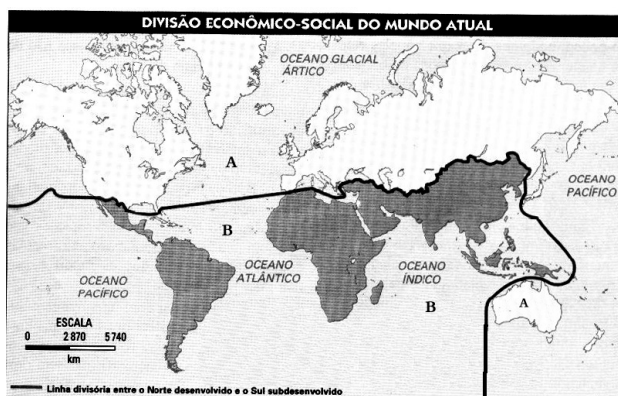 DIVISÃO ECONÔMICO-SOCIAL DO MUNDO ATUAL
OCEANO GLACIAL
ÁRTICO
A
OCEANO
PACÍFICO
B
OCEANO
ATLÂNTICO
OCEANO
ÍNDICO
OCEANO
PACÍFICO
B
A
ESCALA
0 2 870 5 740
km
Linha divisória entre o Norte desenvolvido e o Sul subdesenvolvido